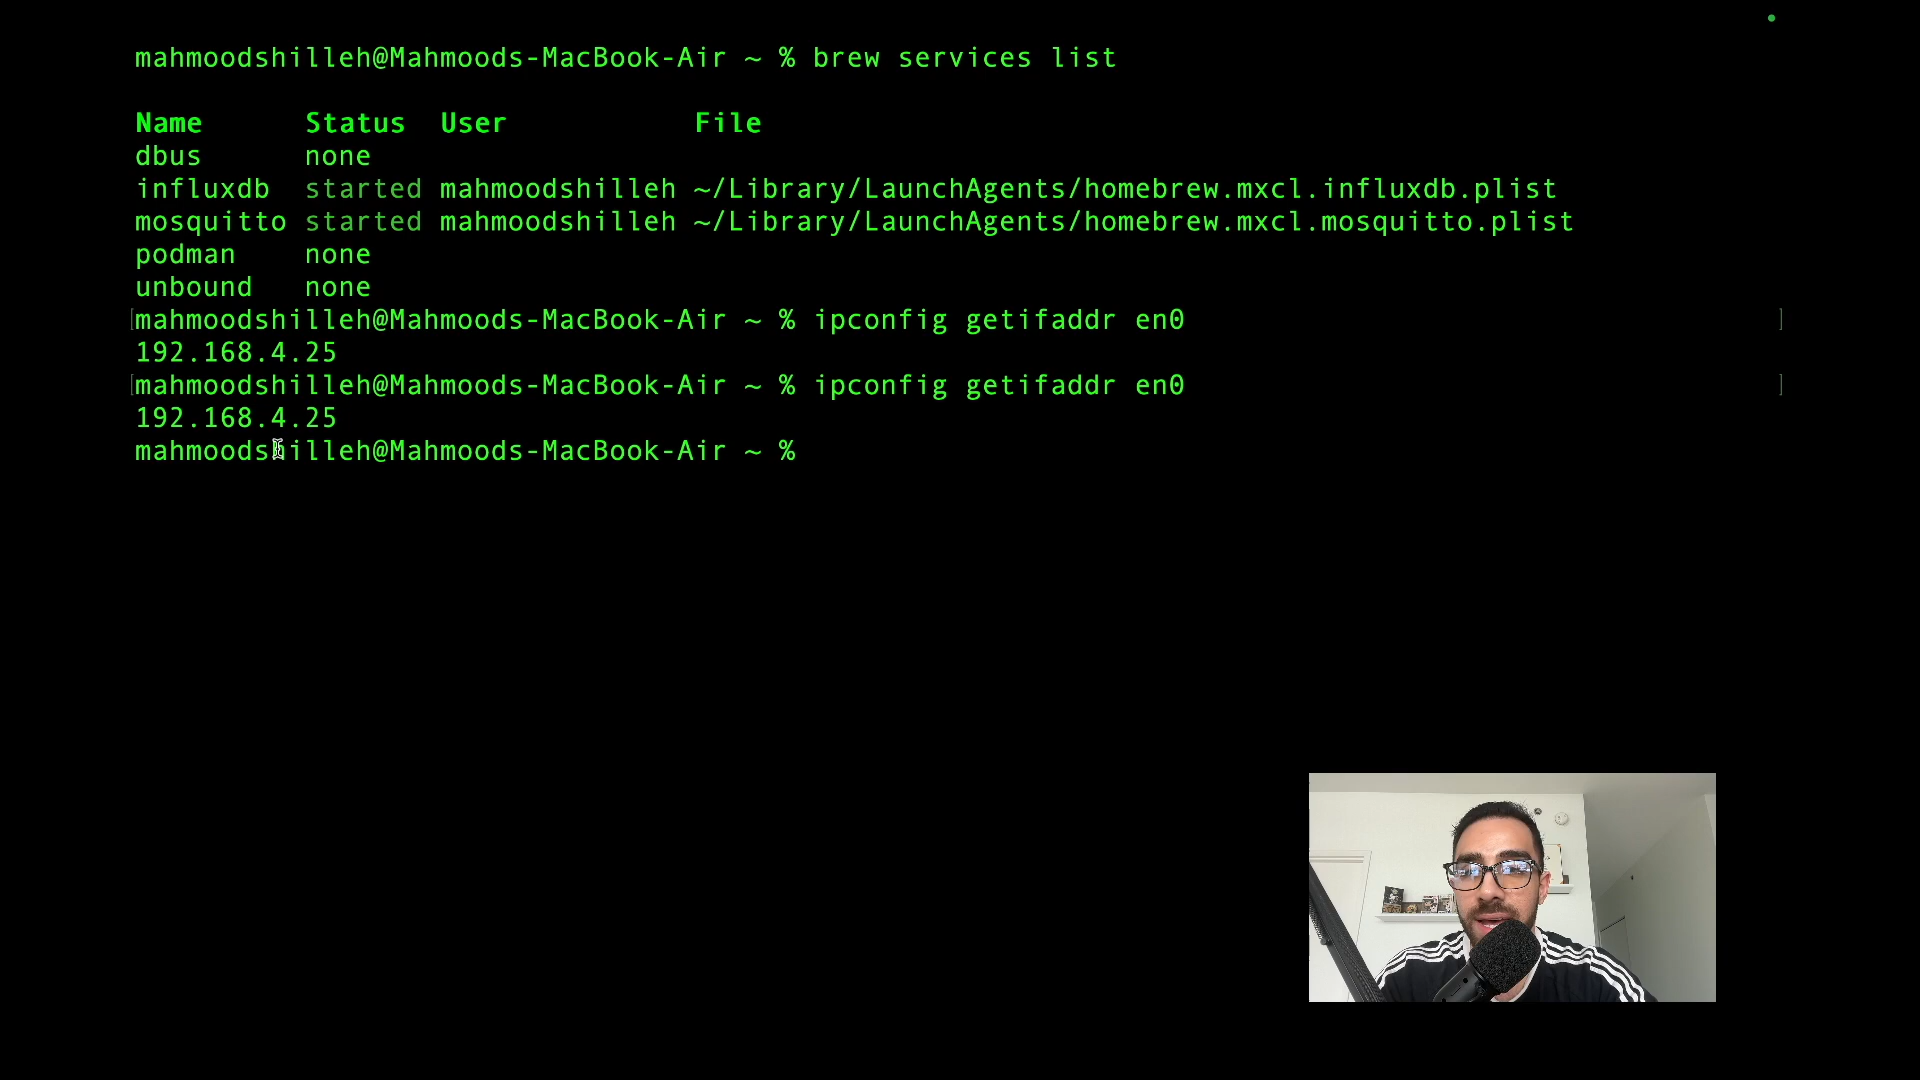 mahmoodshilleh@Mahmoods-MacBook-Air ~ % brew services list
Name Status User File
dbus none
influxdb started mahmoodshilleh ~/Library/LaunchAgents/homebrew.mxcl.influxdb.plist
mosquitto started mahmoodshilleh ~/Library/LaunchAgents/homebrew.mxcl.mosquitto.plist
podman none
unbound none
[mahmoodshilleh@Mahmoods-MacBook-Air ~ % ipconfig getifaddr en0 ]
192.168.4.25
[mahmoodshilleh@Mahmoods-MacBook-Air ~ % ipconfig getifaddr en0 ]
192.168.4.25
mahmoodshilleh@Mahmoods-MacBook-Air ~ %